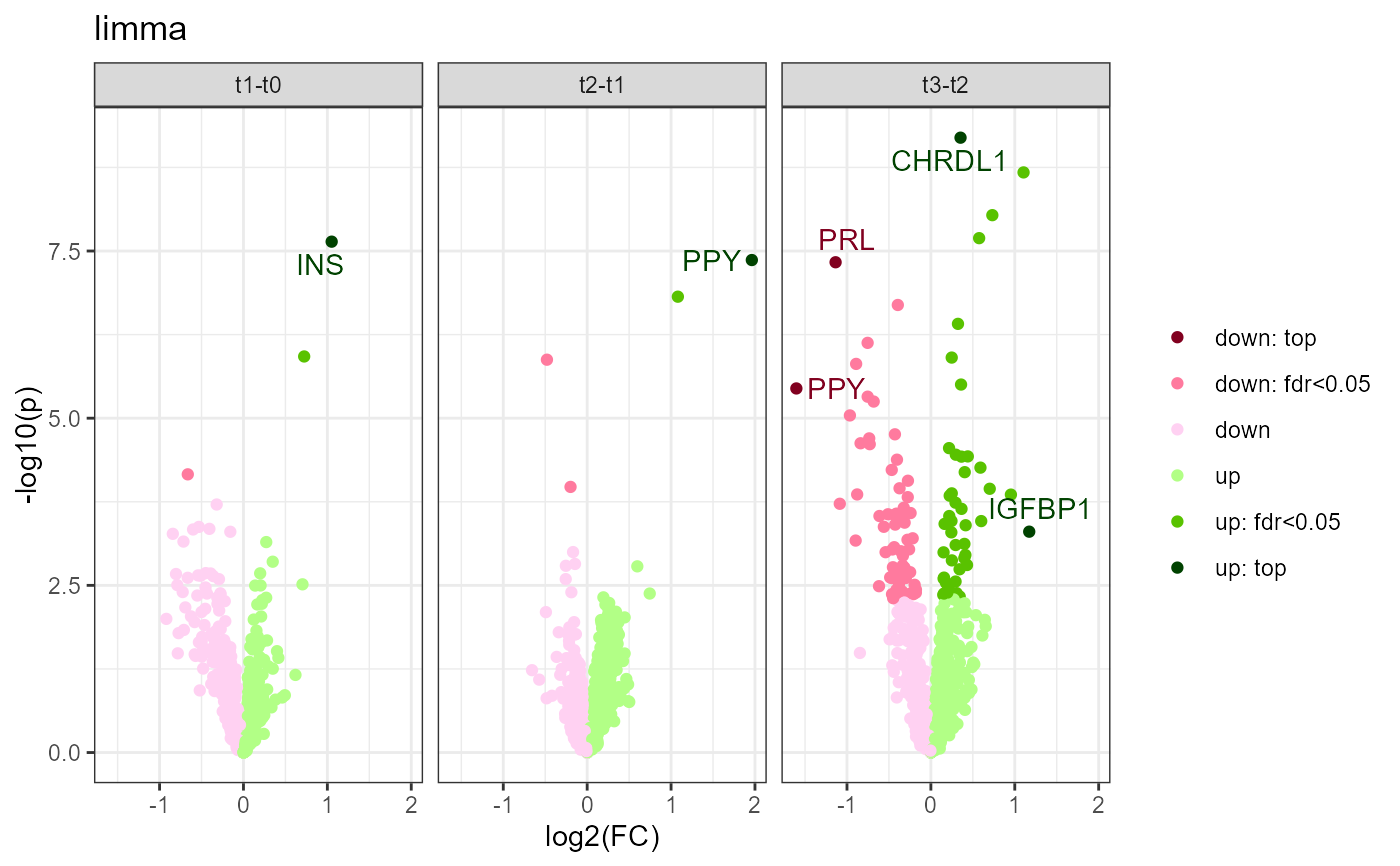 limma
t1-t0
t2-t1
t3-t2
CHRDL1
PRL
INS
PPY
PPY
IGFBP1
7.5
5.0
2.5
0.0
-log10(p)
-1 0 1 2
-1 0 1 2
-1 0 1 2
log2(FC)
down: top
down: fdr<0.05
down
up
up: fdr<0.05
up: top